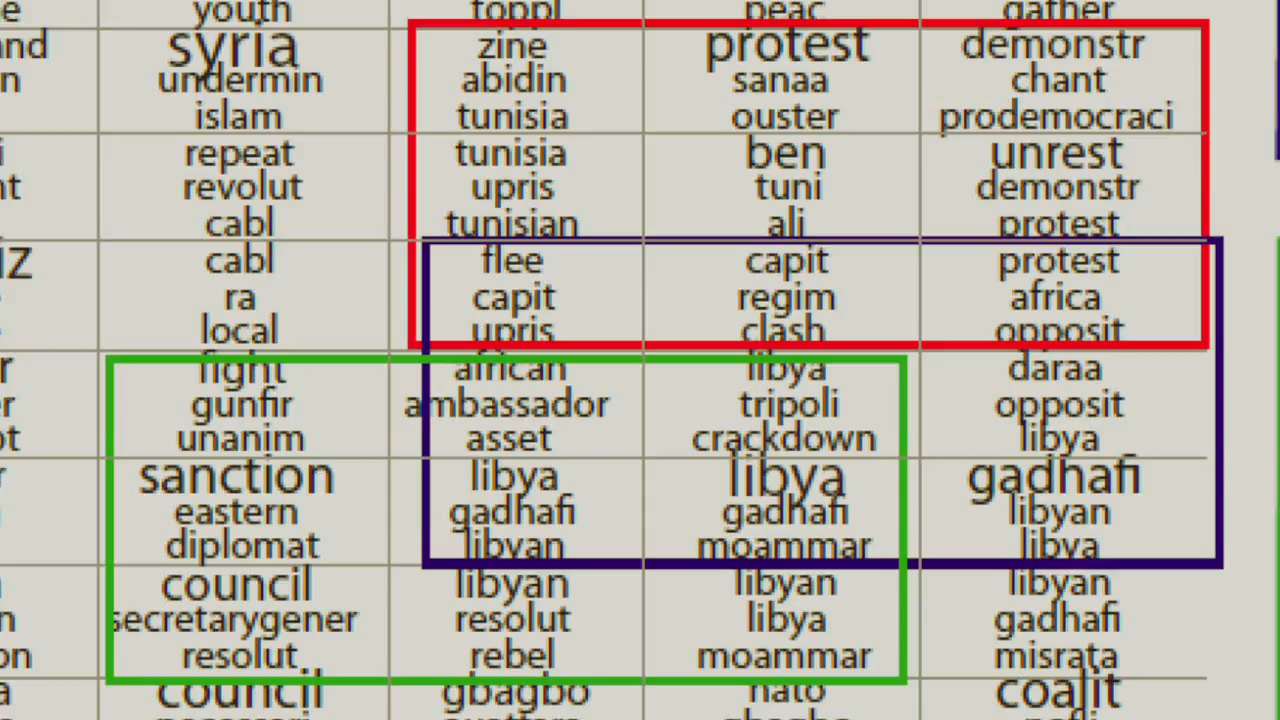 youth toppl peac gather
syria zine protest demonstr
undermin abidin sanaa chant
islam tunisia ouster prodemocraci
repeat tunisia ben unrest
revolut upris tuni demonstr
cabl tunisian ali protest
cabl flee capit protest
ra capit regim africa
local upris clash opposit
fight african libya daraa
gunfir ambassador tripoli opposit
unanim asset crackdown libya
sanction libya libya gadhafi
eastern gadhafi gadhafi libyan
diplomat libyan moammar libya
council libyan libyan libyan
secretarygener resolut libya gadhafi
resolut rebel moammar misrata
council gbagbo nato coalit